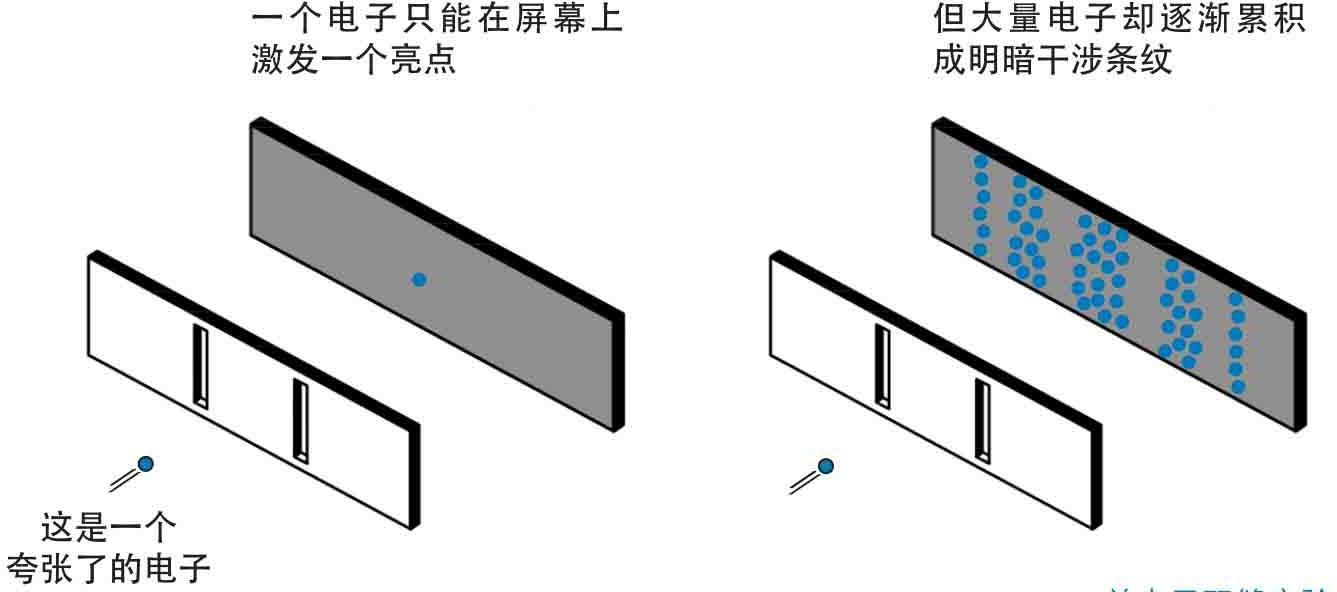 一个电子只能在屏幕上
激发一个亮点
但大量电子却逐渐累积
成明暗干涉条纹
这是一个
夸张了的电子